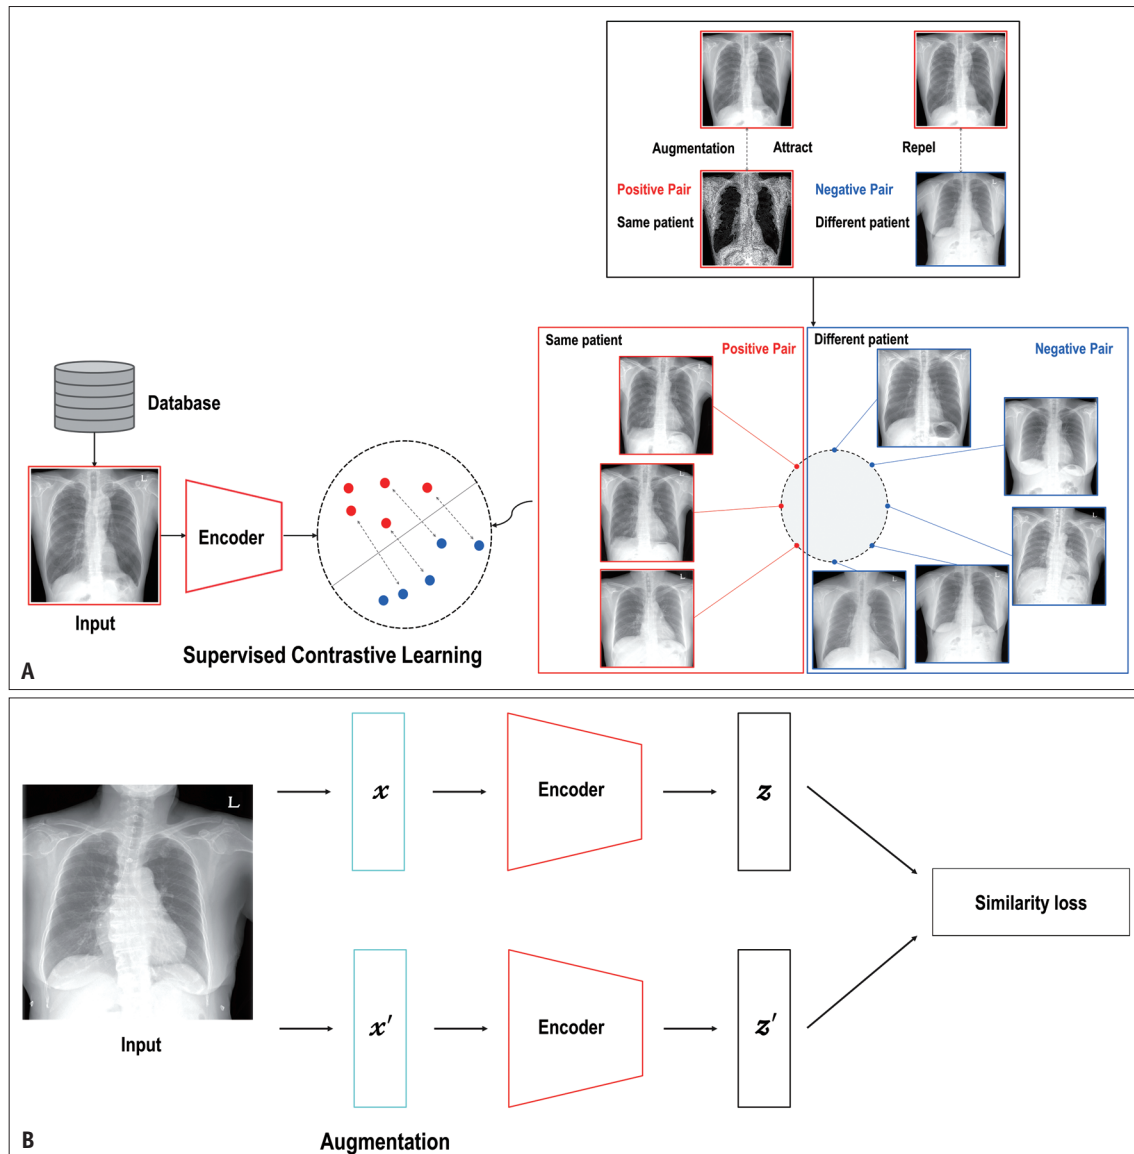 Augmentation Attract Repel
Positive Pair Negative Pair
Same patient Different patient
Same patient Different patient
Positive Pair Negative Pair
Database
Encoder
Input
Supervised Contrastive Learning
A
x Encoder z
Similarity loss
L
x′ Encoder z′
Input
Augmentation
B